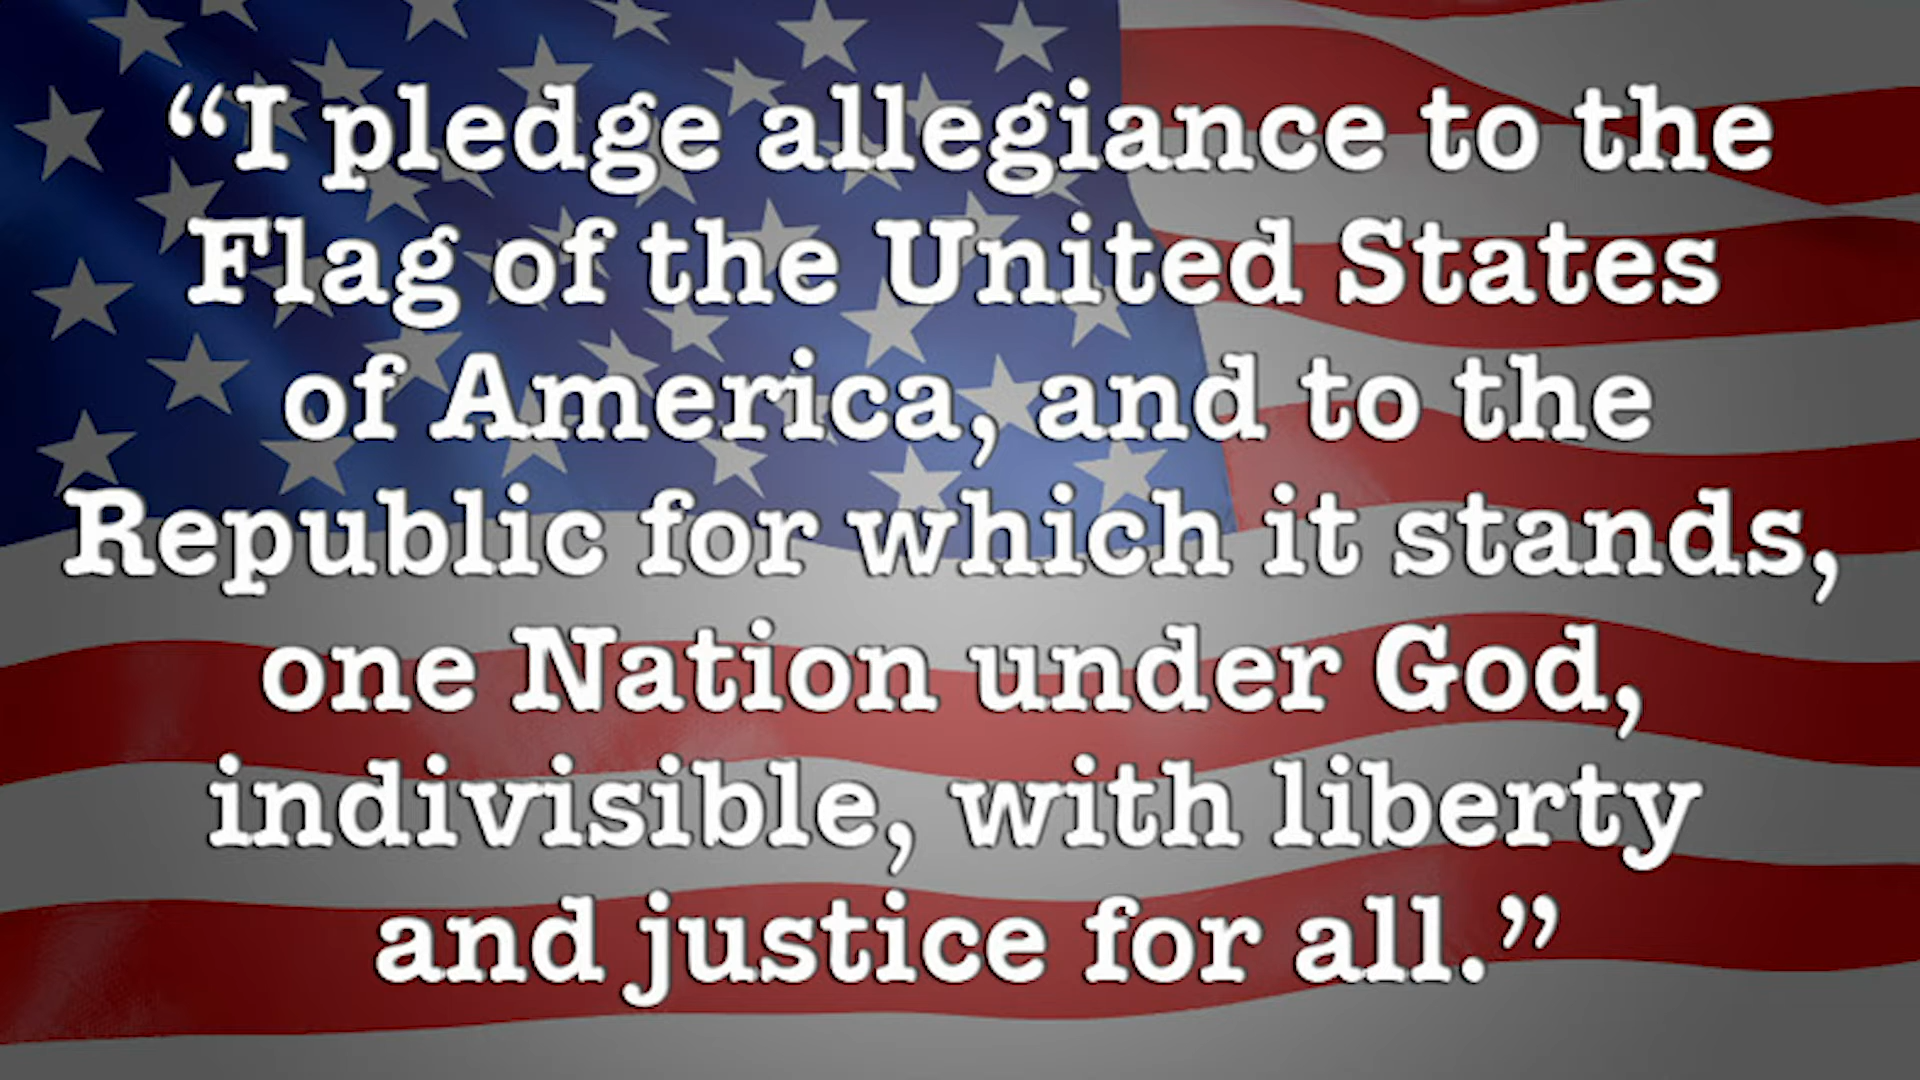 “I pledge allegiance to the
Flag of the United States
of America, and to the
Republic for which it stands,
one Nation under God,
indivisible, with liberty
and justice for all.”